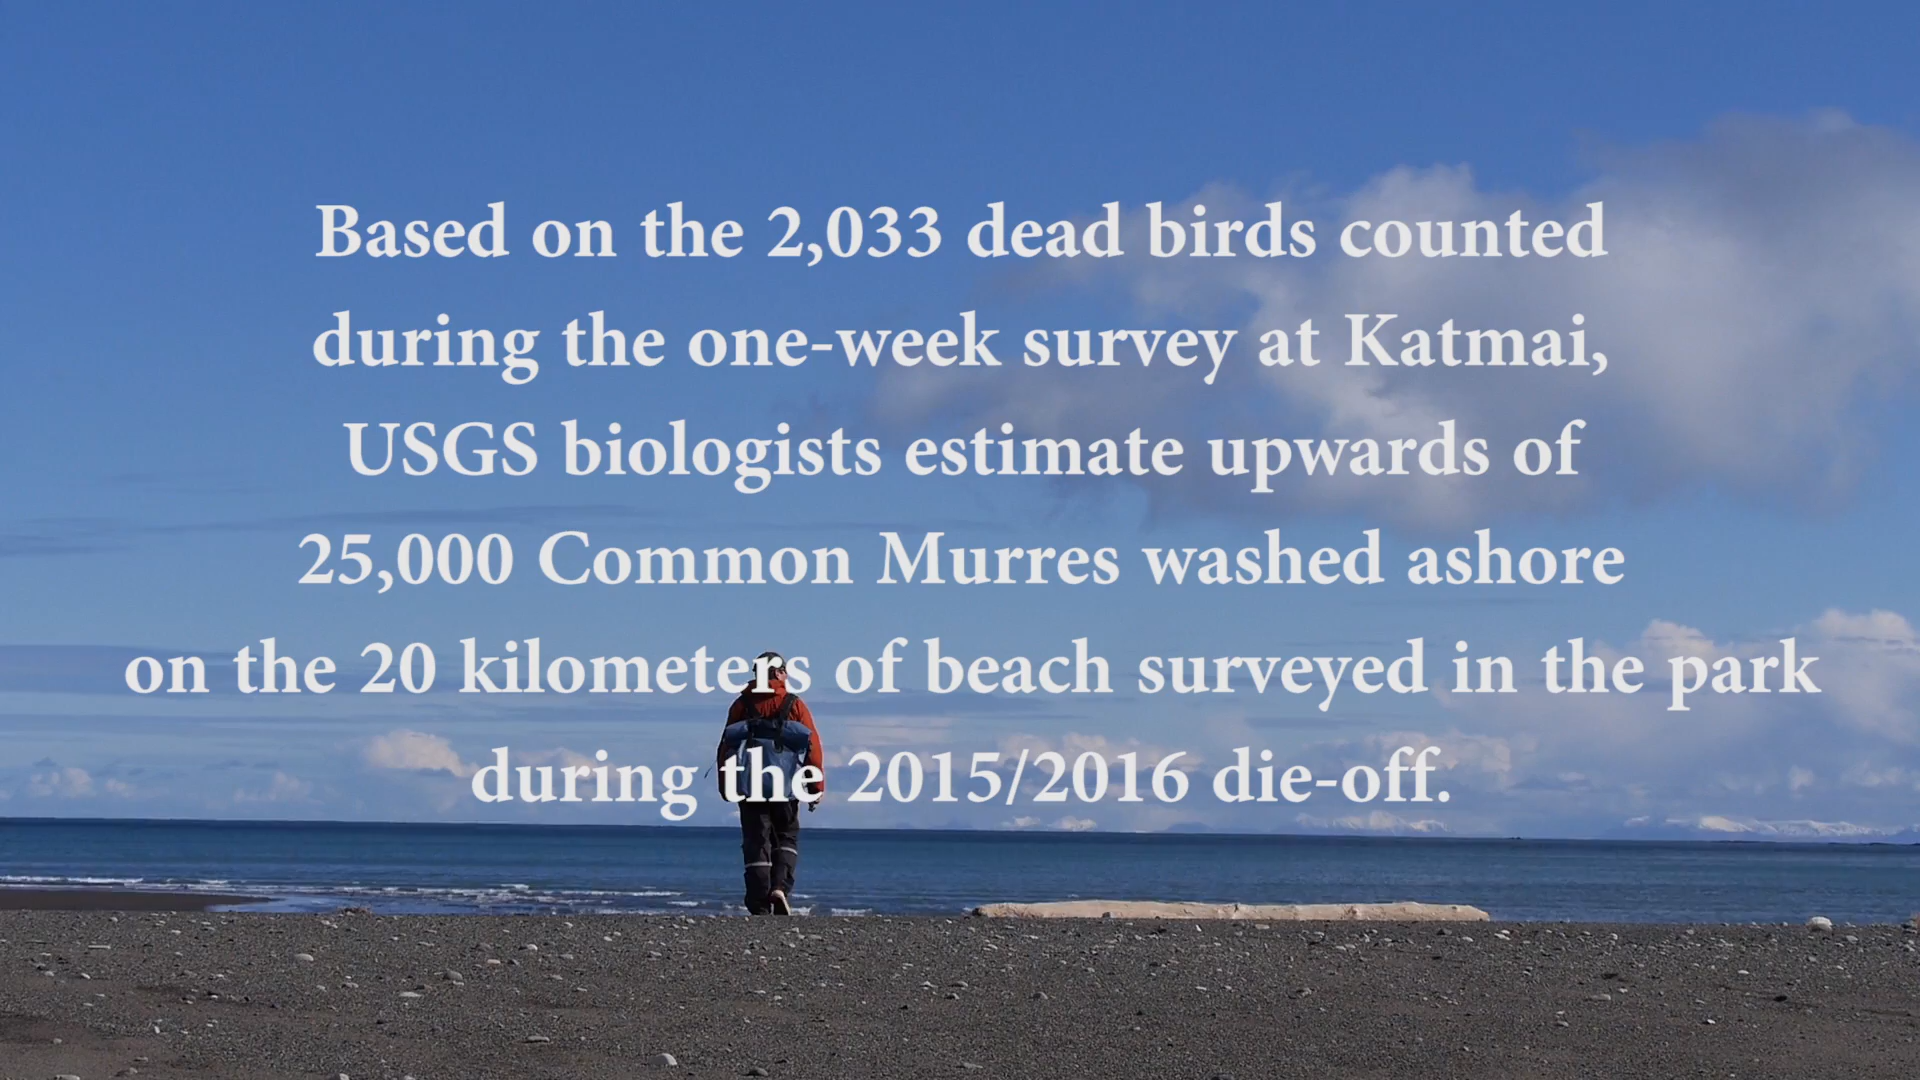 Based on the 2,033 dead birds counted
during the one-week survey at Katmai,
USGS biologists estimate upwards of
25,000 Common Murres washed ashore
on the 20 kilometers of beach surveyed in the park
during the 2015/2016 die-off.